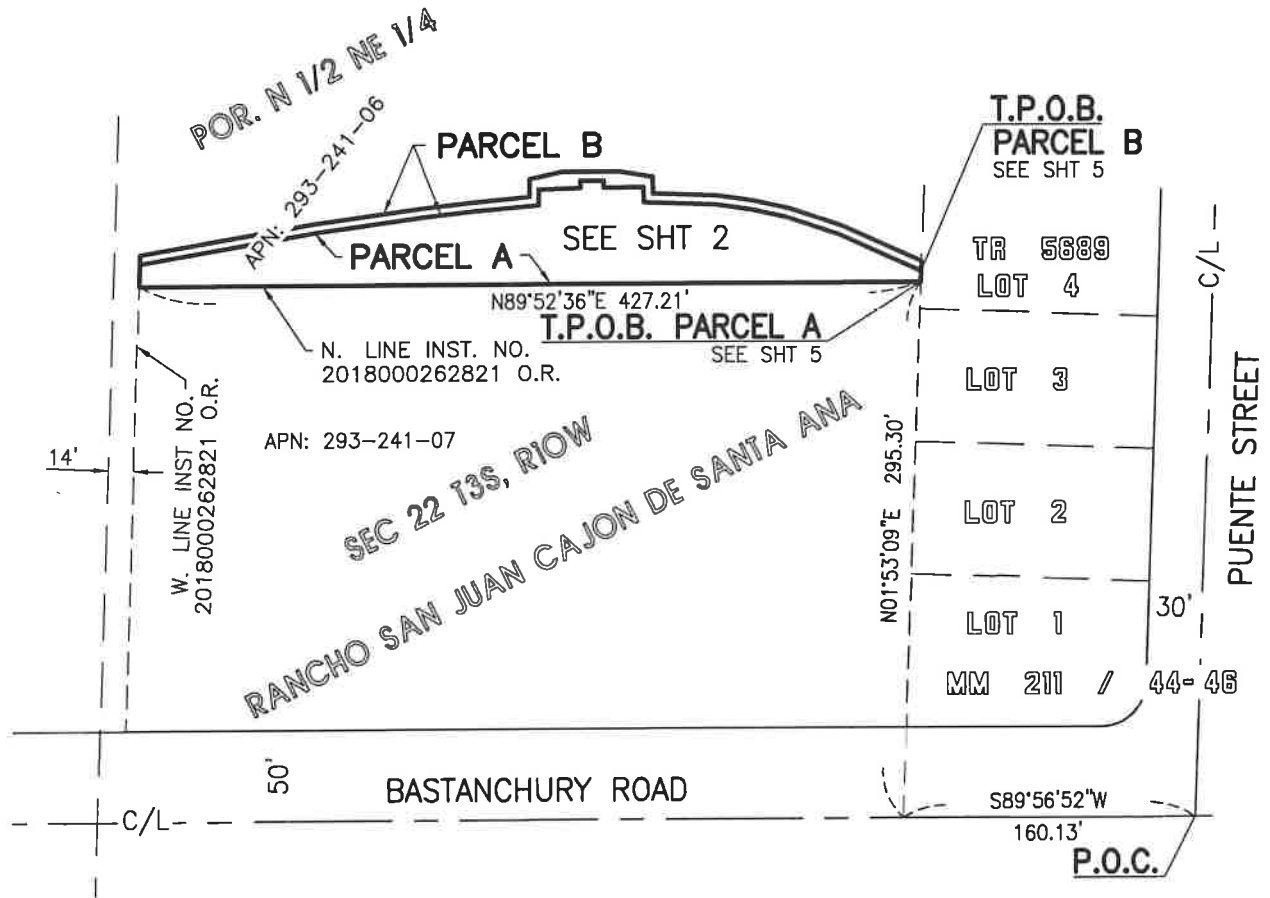 POR. N 1/2 NE 1/4
APN: 293-241-06
PARCEL B
T.P.O.B.
PARCEL B
SEE SHT 5
SEE SHT 2
PARCEL A
N89°52'36"E 427.21'
T.P.O.B. PARCEL A
SEE SHT 5
TR 5689
LOT 4
C/L
N. LINE INST. NO.
2018000262821 O.R.
W. LINE INST NO.
2018000262821 O.R.
14'
APN: 293-241-07
SEC 22 T3S, R10W
RANCHO SAN JUAN CAJON DE SANTA ANA
N01°53'09"E 295.30'
LOT 3
LOT 2
LOT 1
MM 211 / 44-46
30'
PUENTE STREET
50'
BASTANCHURY ROAD
C/L
S89°56'52"W
160.13'
P.O.C.